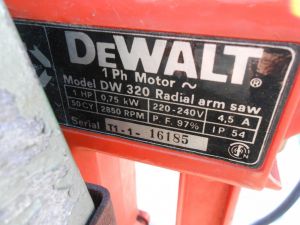 DEWALT®
1 Ph Motor ~
Model DW 320 Radial arm saw
1 HP 0,75 kW 220-240V 4,5 A
50 CY 2850 RPM P.F. 97% IP 54
Serial T1-1- 16185